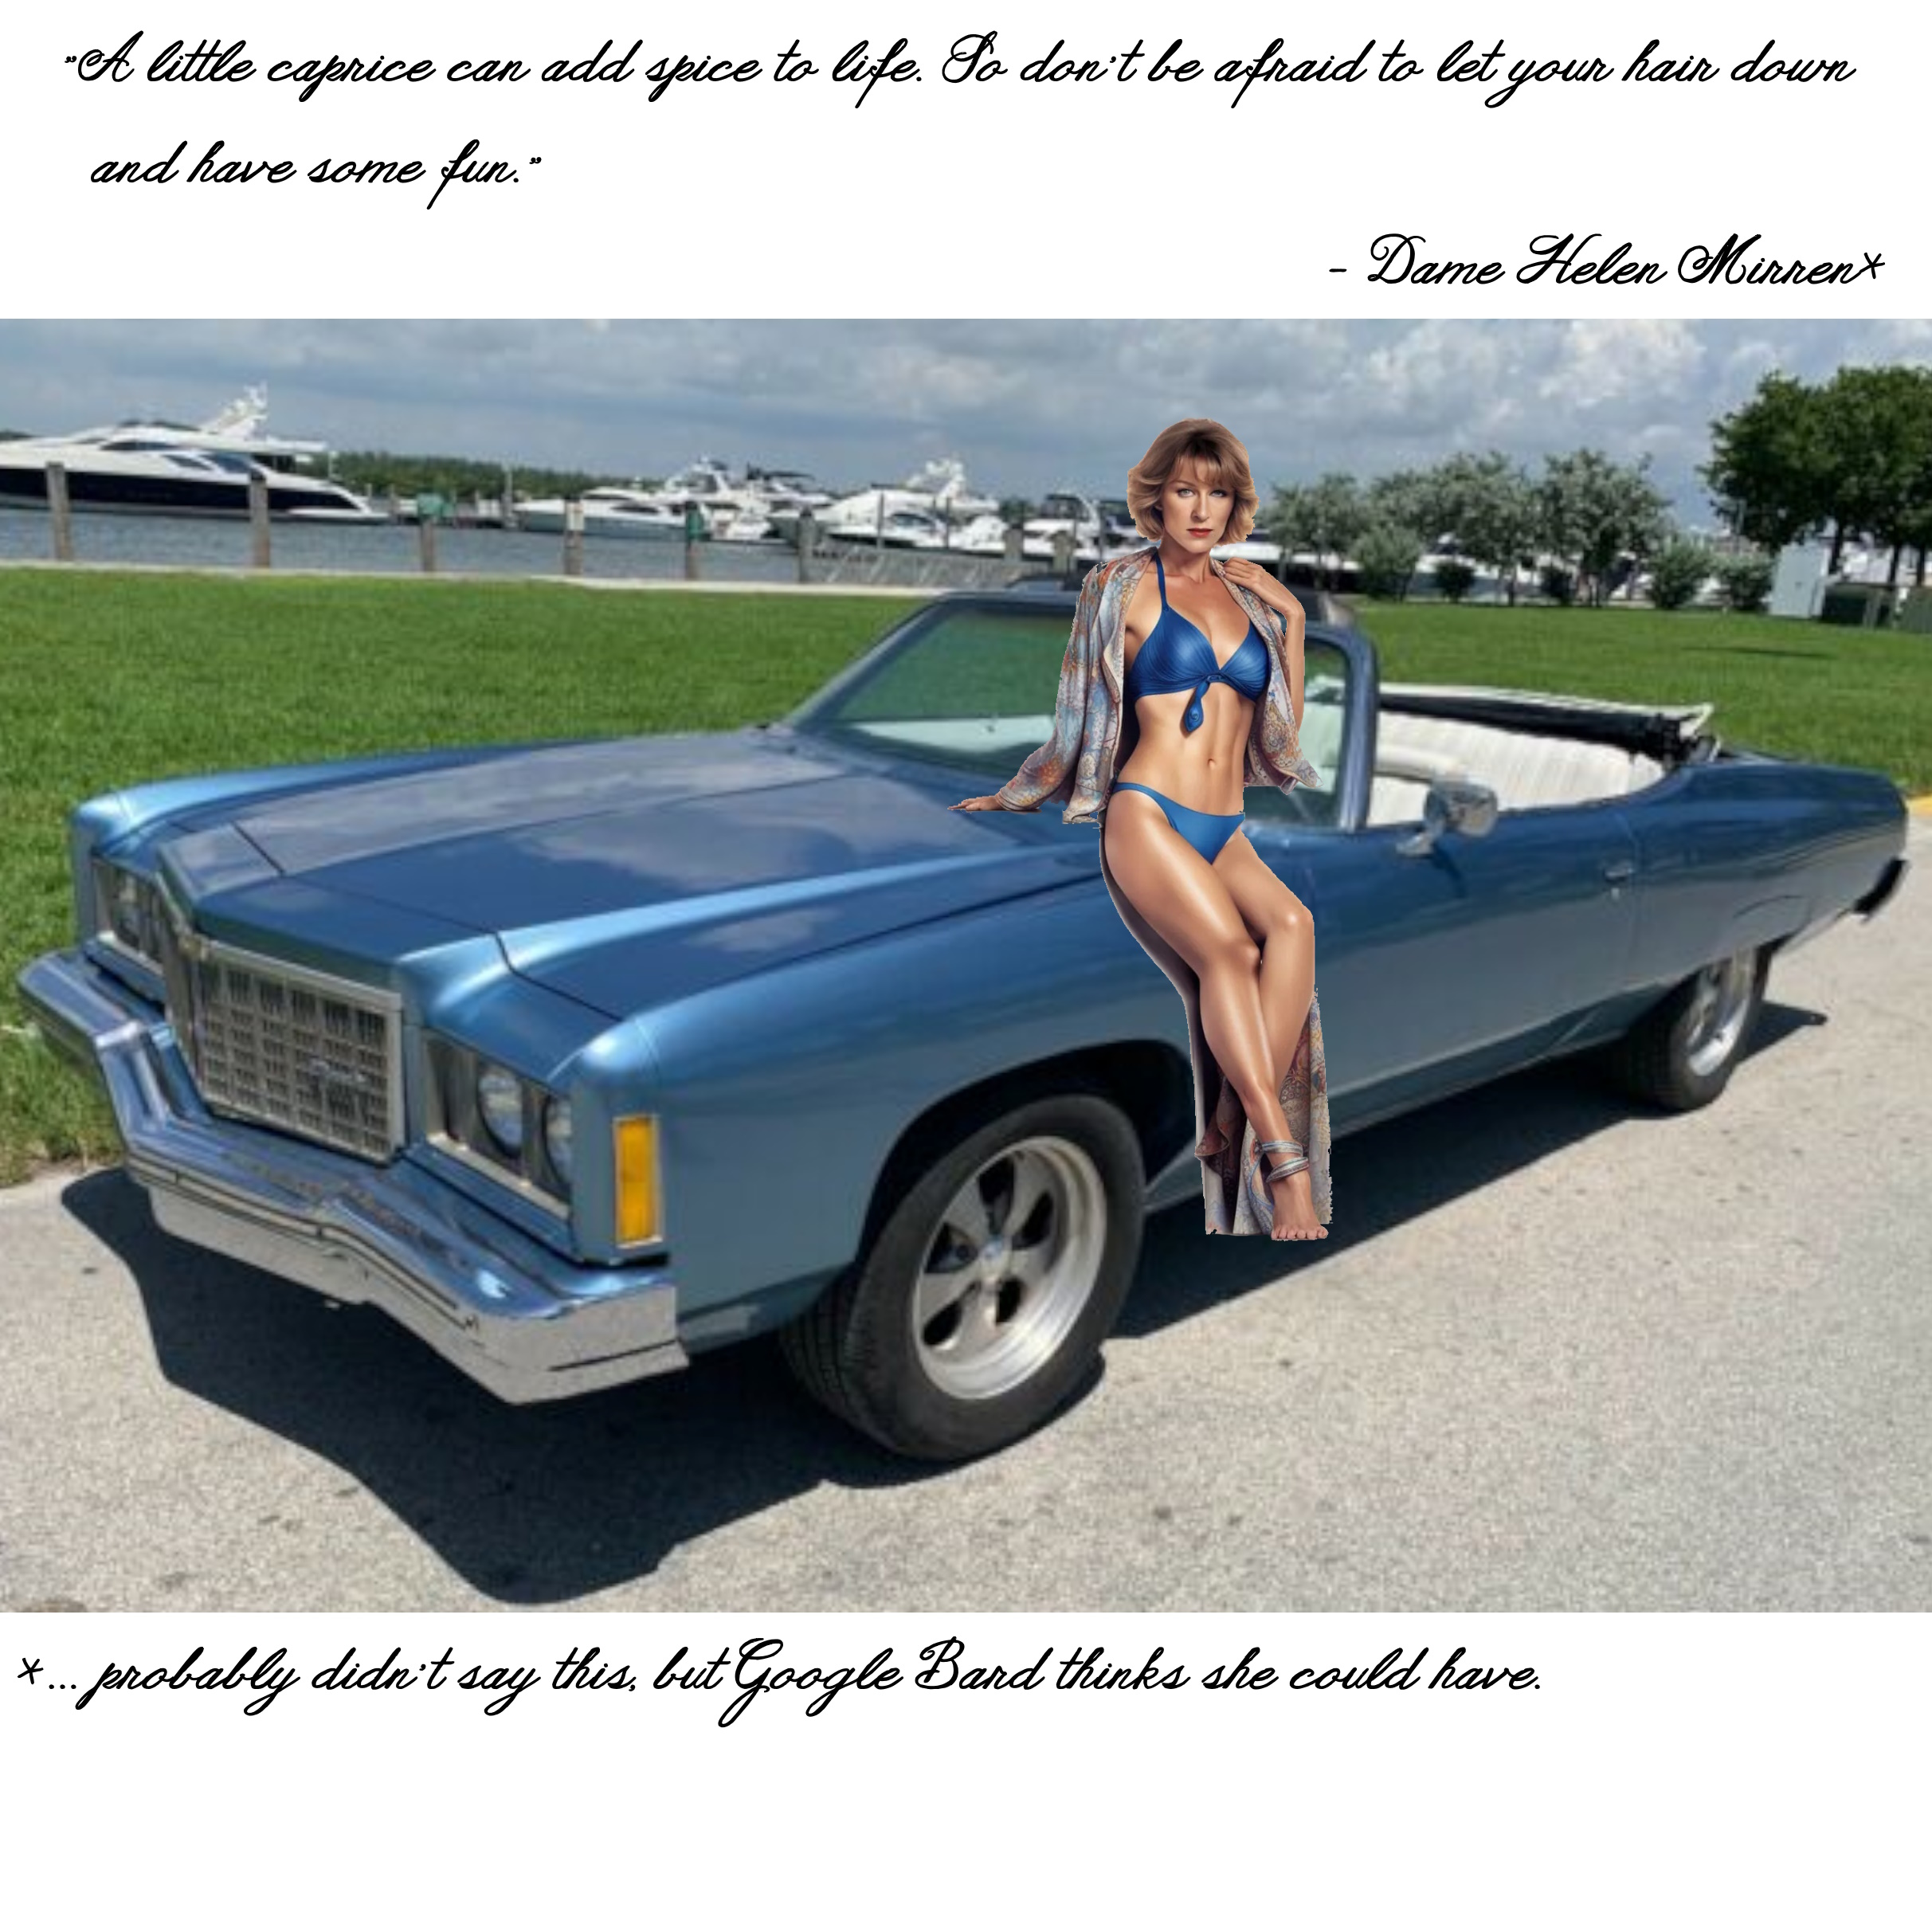 "A little caprice can add spice to life. So don't be afraid to let your hair down
and have some fun."
- Dame Helen Mirren*
*... probably didn't say this, but Google Bard thinks she could have.